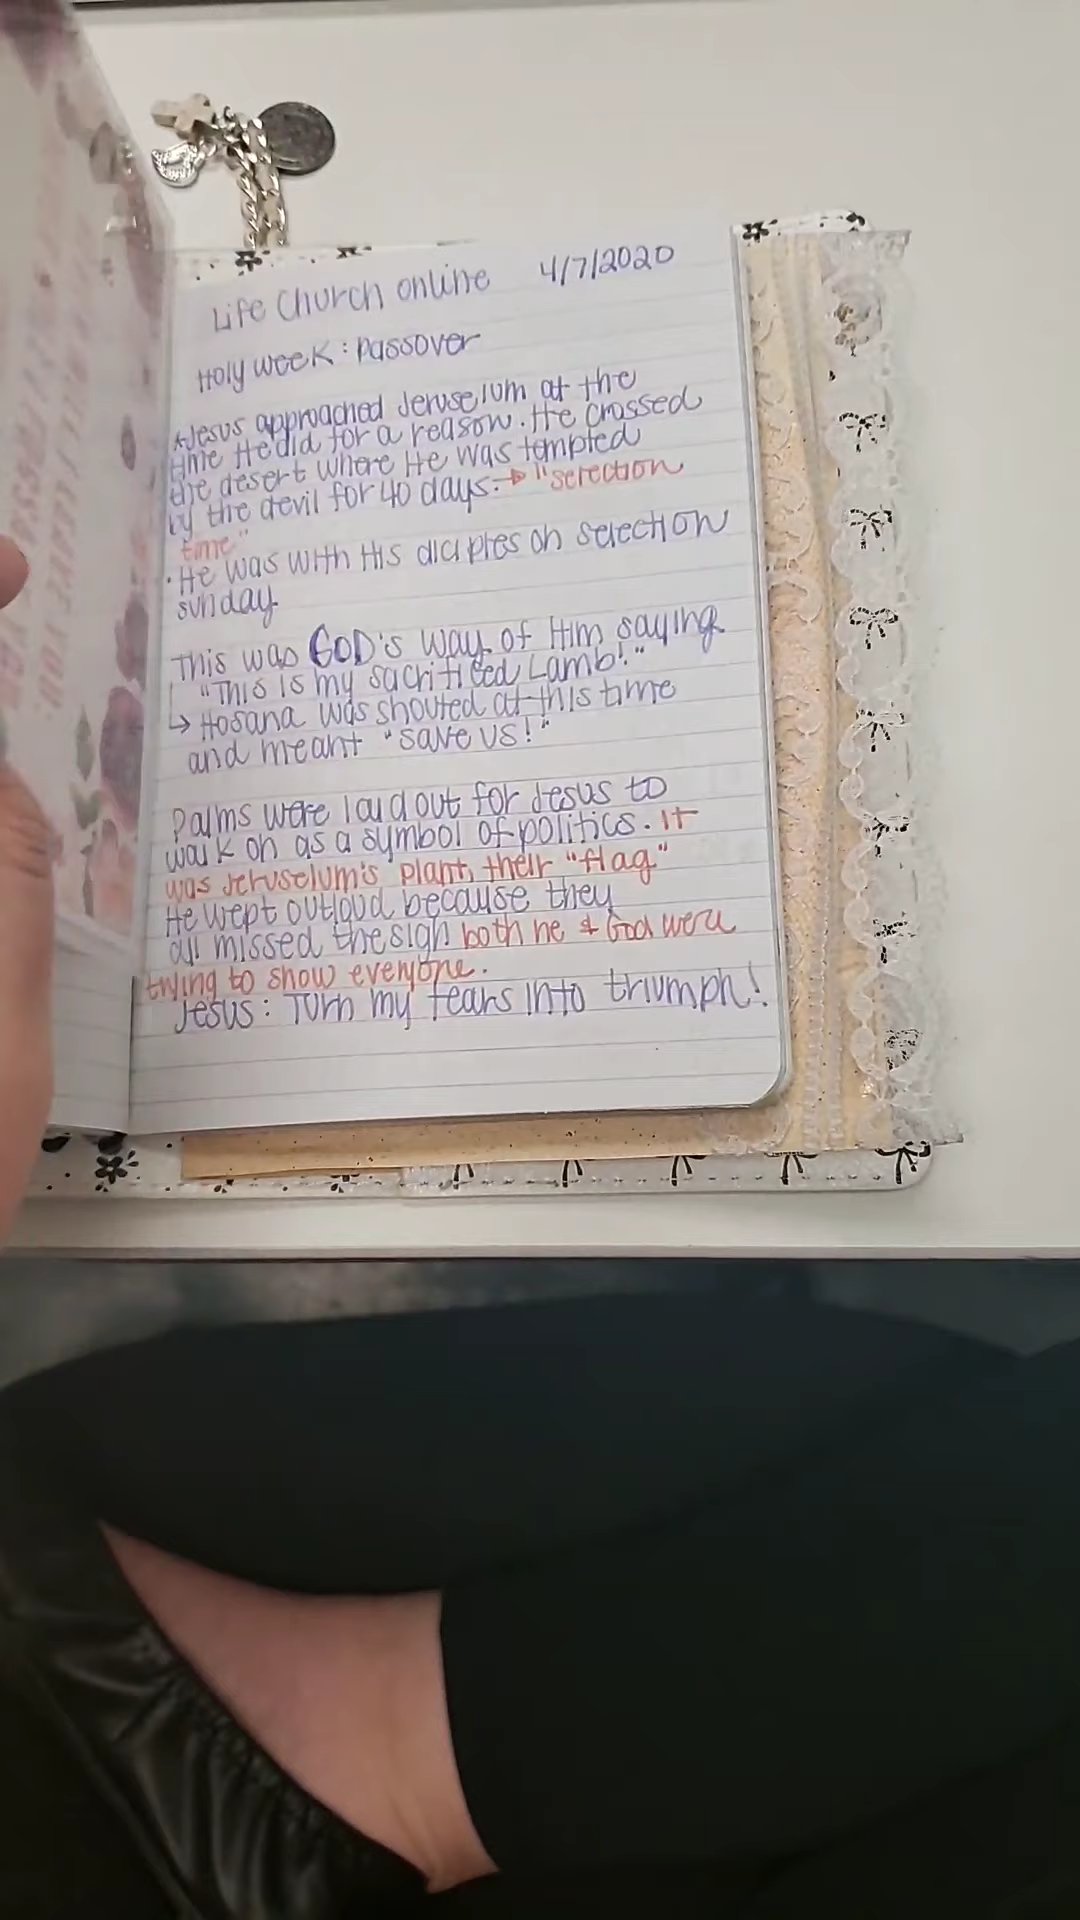 Life Church online 4/7/2020
Holy week: Passover
*Jesus approached Jeruselum at the
time He did for a reason. He crossed
the desert where He was tempted
by the devil for 40 days. → "selection
time"
· He was with His diciples on selection
sunday
This was GOD's way of Him saying
"This is my sacrificed Lamb!"
↳ Hosana was shouted at this time
and meant "save us!"
Palms were laid out for Jesus to
walk on as a symbol of politics. It
was Jeruselum's plant, their "flag"
He wept outloud because they
all missed the sign both he & God were
trying to show everyone.
Jesus: Turn my tears into triumph!